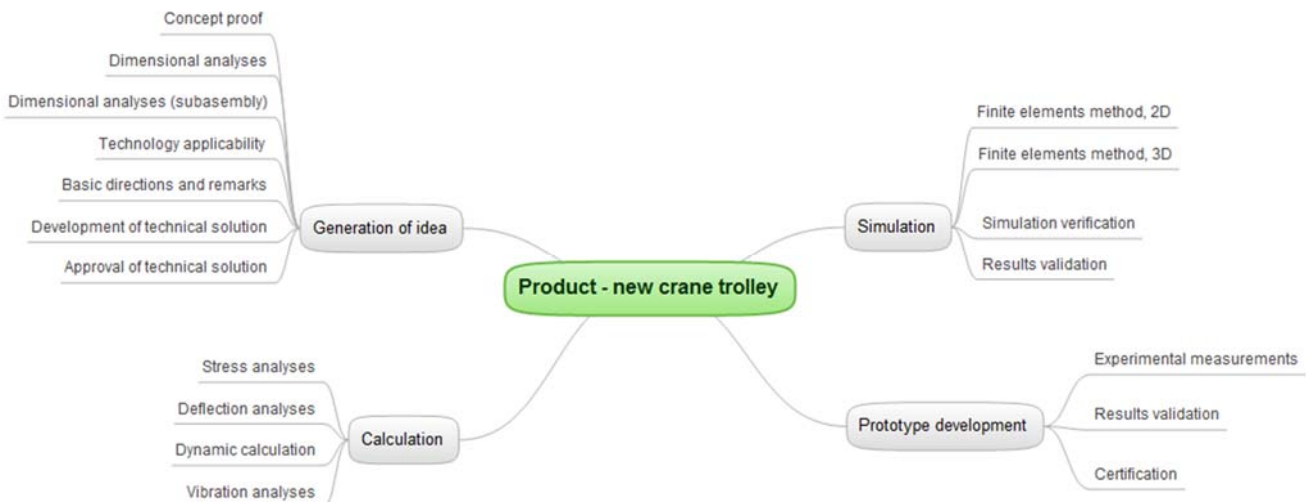 Concept proof
Dimensional analyses
Dimensional analyses (subasembly)
Technology applicability
Basic directions and remarks
Development of technical solution
Approval of technical solution
Generation of idea
Product - new crane trolley
Stress analyses
Deflection analyses
Dynamic calculation
Vibration analyses
Calculation
Finite elements method, 2D
Finite elements method, 3D
Simulation verification
Results validation
Simulation
Experimental measurements
Results validation
Certification
Prototype development